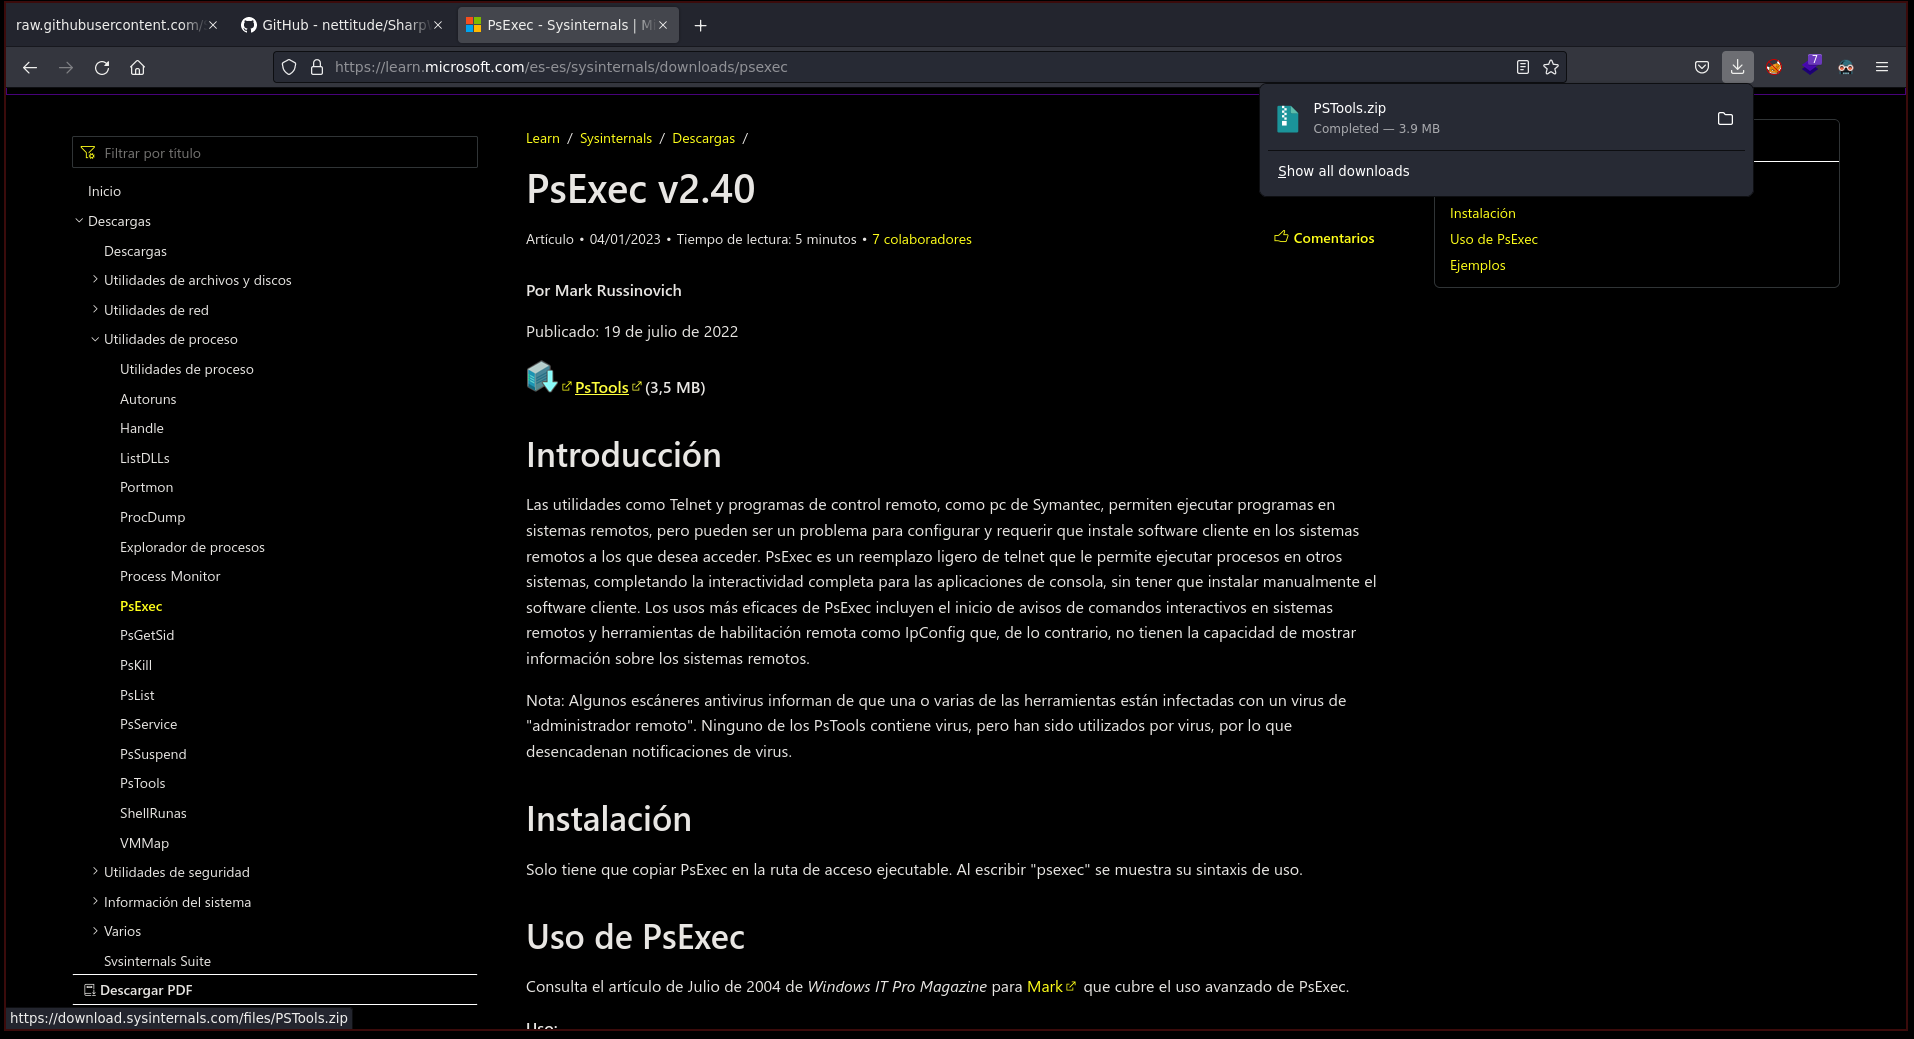 raw.githubusercontent.com/
GitHub - nettitude/Sharp
PsExec - Sysinternals | M
https://learn.microsoft.com/es-es/sysinternals/downloads/psexec
7
PSTools.zip
Completed — 3.9 MB
Show all downloads
Filtrar por título
Inicio
Descargas
Descargas
Utilidades de archivos y discos
Utilidades de red
Utilidades de proceso
Utilidades de proceso
Autoruns
Handle
ListDLLs
Portmon
ProcDump
Explorador de procesos
Process Monitor
PsExec
PsGetSid
PsKill
PsList
PsService
PsSuspend
PsTools
ShellRunas
VMMap
Utilidades de seguridad
Información del sistema
Varios
Sysinternals Suite
Descargar PDF
Learn / Sysinternals / Descargas /
PsExec v2.40
Artículo • 04/01/2023 • Tiempo de lectura: 5 minutos • 7 colaboradores
Comentarios
Por Mark Russinovich
Publicado: 19 de julio de 2022
PsTools (3,5 MB)
Introducción
Las utilidades como Telnet y programas de control remoto, como pc de Symantec, permiten ejecutar programas en
sistemas remotos, pero pueden ser un problema para configurar y requerir que instale software cliente en los sistemas
remotos a los que desea acceder. PsExec es un reemplazo ligero de telnet que le permite ejecutar procesos en otros
sistemas, completando la interactividad completa para las aplicaciones de consola, sin tener que instalar manualmente el
software cliente. Los usos más eficaces de PsExec incluyen el inicio de avisos de comandos interactivos en sistemas
remotos y herramientas de habilitación remota como IpConfig que, de lo contrario, no tienen la capacidad de mostrar
información sobre los sistemas remotos.
Nota: Algunos escáneres antivirus informan de que una o varias de las herramientas están infectadas con un virus de
"administrador remoto". Ninguno de los PsTools contiene virus, pero han sido utilizados por virus, por lo que
desencadenan notificaciones de virus.
Instalación
Solo tiene que copiar PsExec en la ruta de acceso ejecutable. Al escribir "psexec" se muestra su sintaxis de uso.
Uso de PsExec
Consulta el artículo de Julio de 2004 de Windows IT Pro Magazine para Mark que cubre el uso avanzado de PsExec.
Uso:
Instalación
Uso de PsExec
Ejemplos
https://download.sysinternals.com/files/PSTools.zip